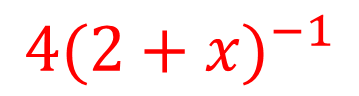 4(2 + x)⁻¹